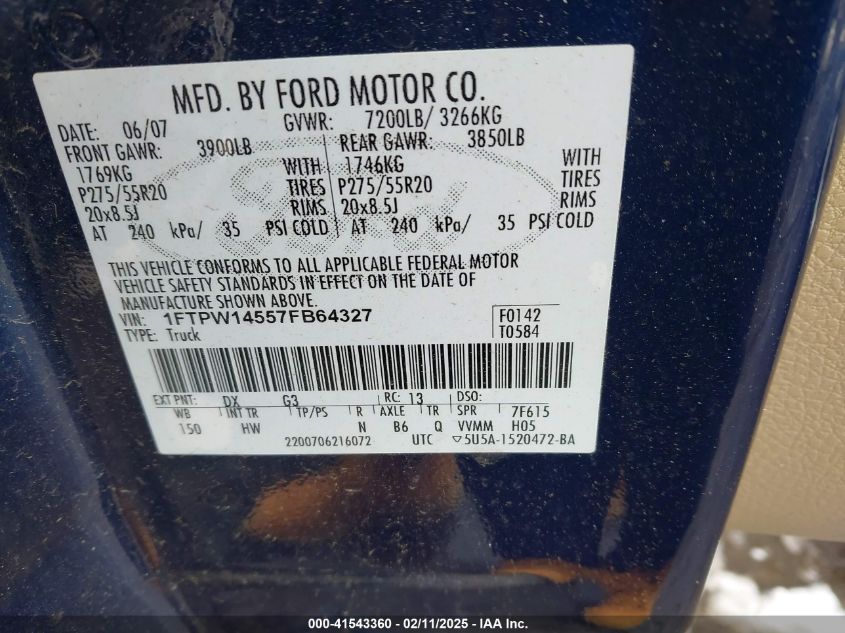 MFD. BY FORD MOTOR CO.
DATE: 06/07 GVWR: 7200LB/ 3266KG
FRONT GAWR: 3900LB REAR GAWR: 3850LB
1769KG WITH 1746KG WITH
P275/55R20 TIRES P275/55R20 TIRES
20x8.5J RIMS 20x8.5J RIMS
AT 240 kPa/ 35 PSI COLD AT 240 kPa/ 35 PSI COLD
THIS VEHICLE CONFORMS TO ALL APPLICABLE FEDERAL MOTOR
VEHICLE SAFETY STANDARDS IN EFFECT ON THE DATE OF
MANUFACTURE SHOWN ABOVE.
VIN: 1FTPW14557FB64327 F0142
TYPE: Truck T0584
EXT PNT: DX G3 RC: 13 DSO:
WB INT TR TP/PS R AXLE TR SPR 7F615
150 HW N B6 Q VVMM H05
2200706216072 UTC ▽5U5A-1520472-BA
Ford
000-41543360 - 02/11/2025 - IAA Inc.